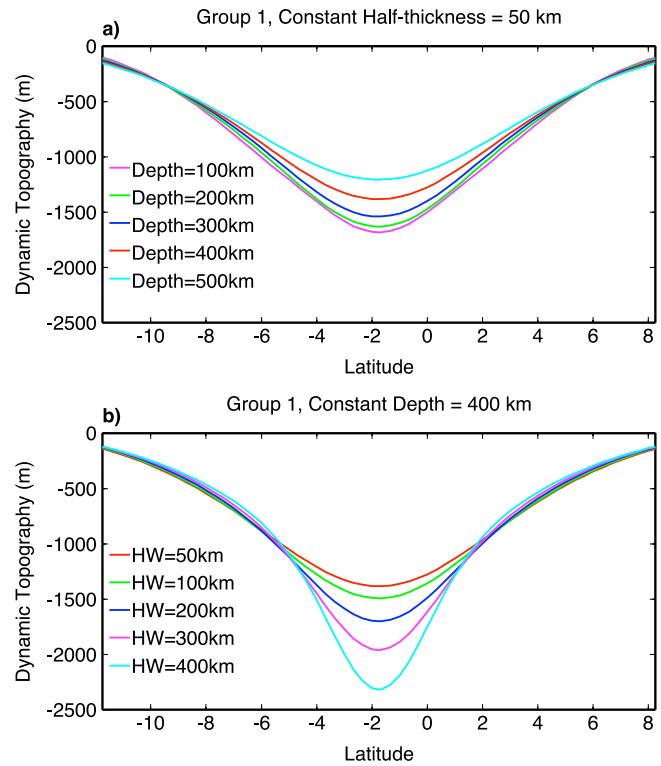 Group 1, Constant Half-thickness = 50 km
a)
0
-500
-1000
-1500
-2000
-2500
Dynamic Topography (m)
Depth=100km
Depth=200km
Depth=300km
Depth=400km
Depth=500km
-10 -8 -6 -4 -2 0 2 4 6 8
Latitude
b)
Group 1, Constant Depth = 400 km
0
-500
-1000
-1500
-2000
-2500
Dynamic Topography (m)
HW=50km
HW=100km
HW=200km
HW=300km
HW=400km
-10 -8 -6 -4 -2 0 2 4 6 8
Latitude